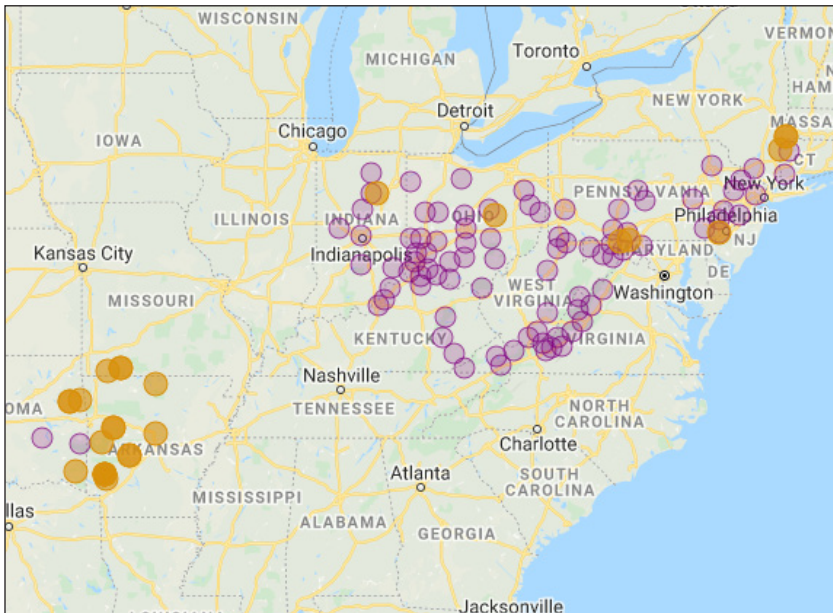 WISCONSIN
VERMON
Toronto
MICHIGAN
NEW YORK
HAM
Detroit
MASSA
IOWA
Chicago
CT
PENNSYLVANIA
New York
OHIO
ILLINOIS
INDIANA
Philadelphia
Indianapolis
NJ
Kansas City
MARYLAND
DE
WEST
VIRGINIA
Washington
MISSOURI
KENTUCKY
VIRGINIA
Nashville
OMA
TENNESSEE
NORTH
CAROLINA
Charlotte
ARKANSAS
Atlanta
SOUTH
CAROLINA
MISSISSIPPI
llas
ALABAMA
GEORGIA
Jacksonville